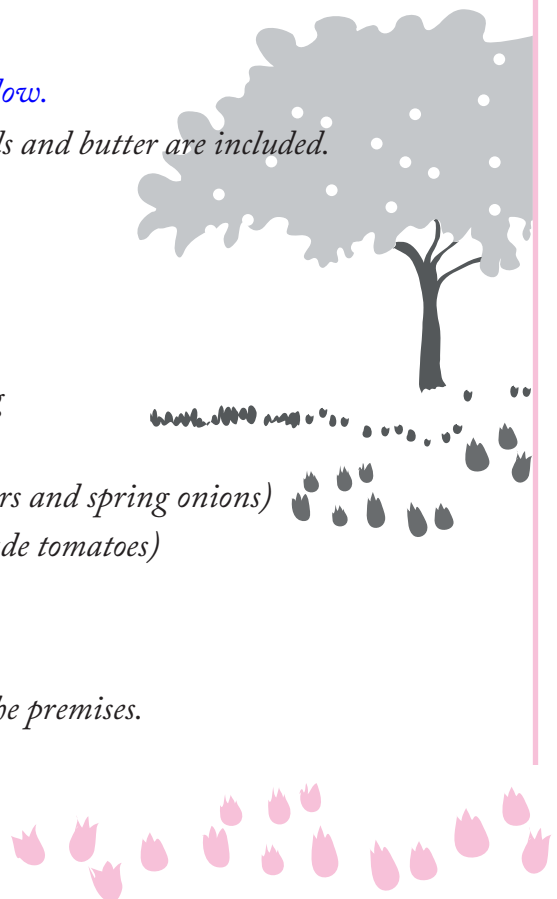 low.
ls and butter are included.
g
rs and spring onions)
de tomatoes)
he premises.